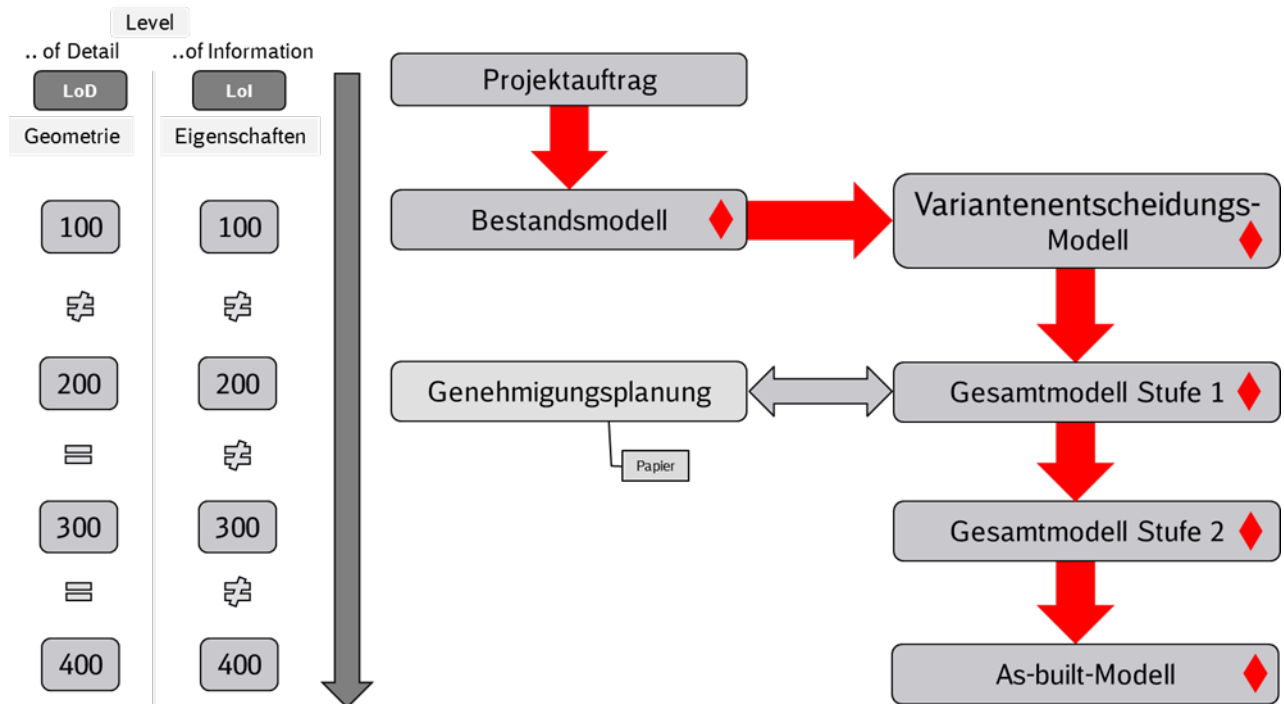 Level
.. of Detail
..of Information
LoD
LoI
Geometrie
Eigenschaften
100
100
≠
≠
200
200
=
≠
300
300
=
≠
400
400
Projektauftrag
Bestandsmodell
Variantenentscheidungs-
Modell
Genehmigungsplanung
Papier
Gesamtmodell Stufe 1
Gesamtmodell Stufe 2
As-built-Modell